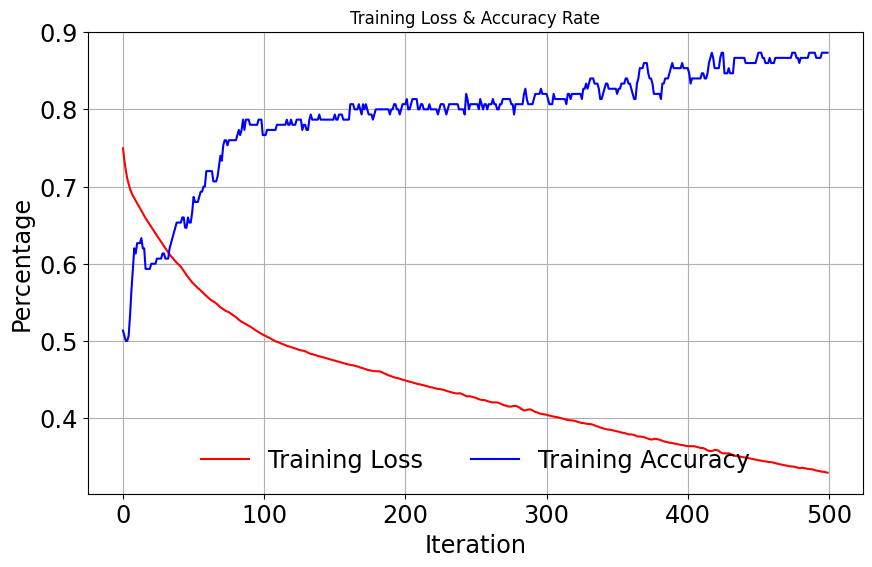 Training Loss & Accuracy Rate
0.9
0.8
0.7
0.6
0.5
0.4
Percentage
Training Loss
Training Accuracy
0
100
200
300
400
500
Iteration